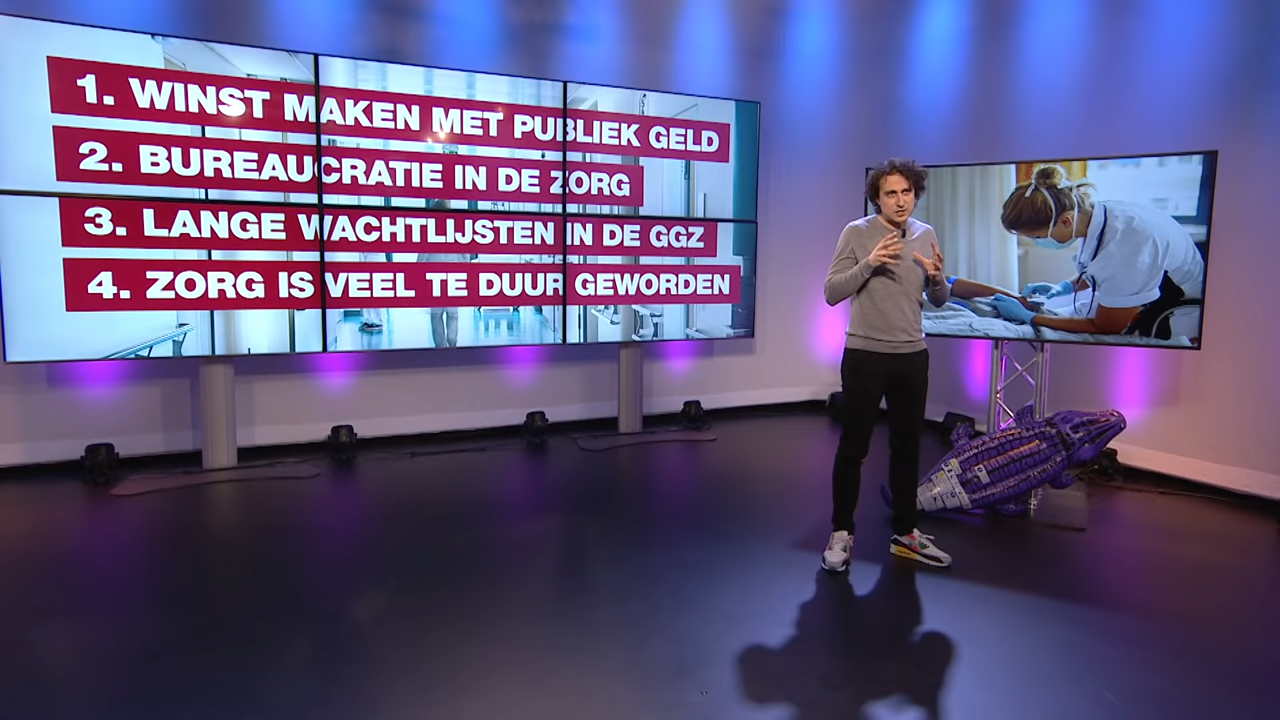 1. WINST MAKEN MET PUBLIEK GELD
2. BUREAUCRATIE IN DE ZORG
3. LANGE WACHTLIJSTEN IN DE GGZ
4. ZORG IS VEEL TE DUUR GEWORDEN